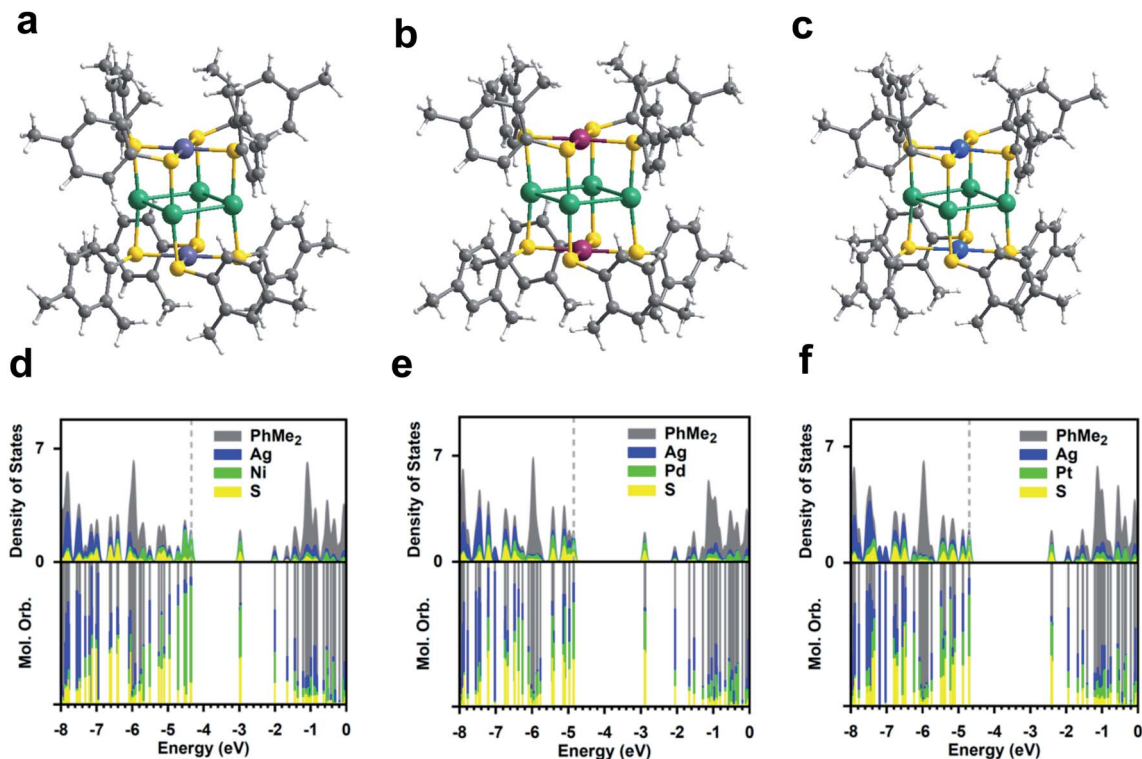 a
b
c
d
e
f
Density of States
7
0
PhMe₂
Ag
Ni
S
Mol. Orb.
-8 -7 -6 -5 -4 -3 -2 -1 0
Energy (eV)
Density of States
7
0
PhMe₂
Ag
Pd
S
Mol. Orb.
-8 -7 -6 -5 -4 -3 -2 -1 0
Energy (eV)
Density of States
7
0
PhMe₂
Ag
Pt
S
Mol. Orb.
-8 -7 -6 -5 -4 -3 -2 -1 0
Energy (eV)